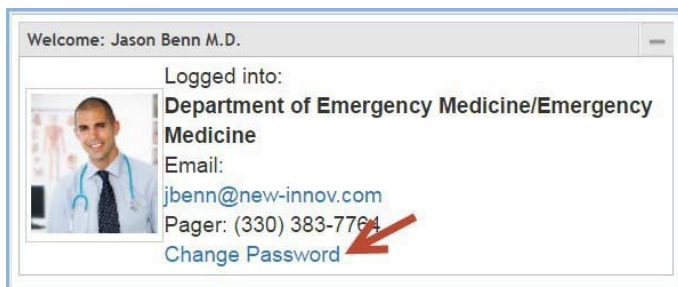 Welcome: Jason Benn M.D.
Logged into:
Department of Emergency Medicine/Emergency
Medicine
Email:
jbenn@new-innov.com
Pager: (330) 383-7764
Change Password